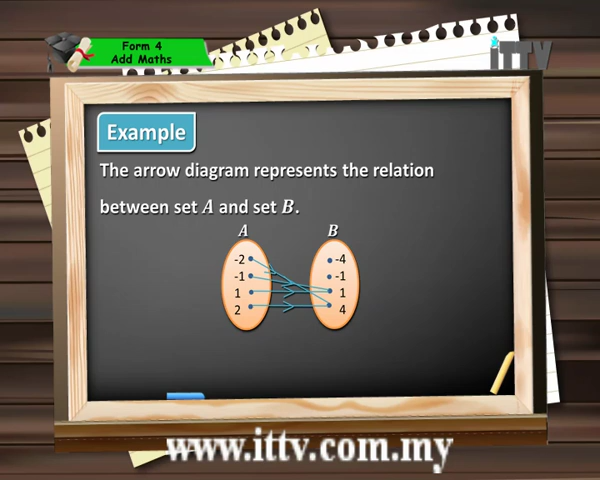 Form 4
Add Maths
iTTV
Example
The arrow diagram represents the relation
between set A and set B.
A B
-2 -4
-1 -1
1 1
2 4
www.ittv.com.my